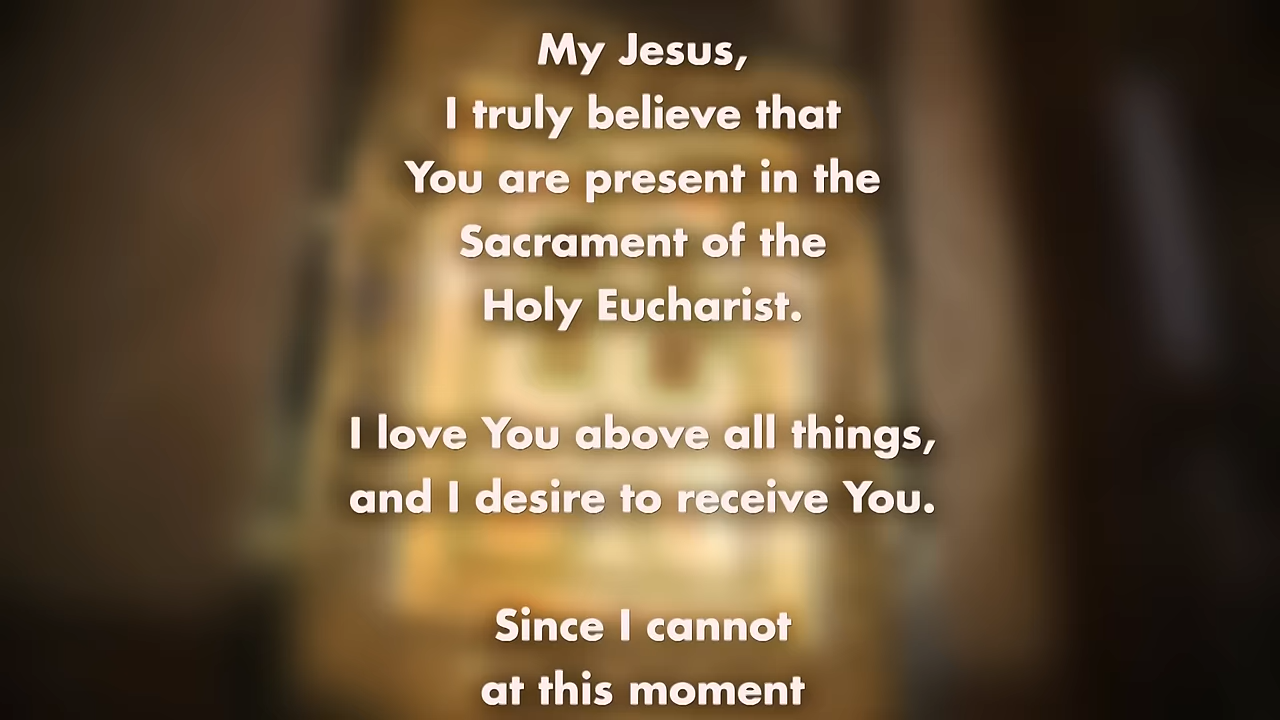 My Jesus,
I truly believe that
You are present in the
Sacrament of the
Holy Eucharist.
I love You above all things,
and I desire to receive You.
Since I cannot
at this moment